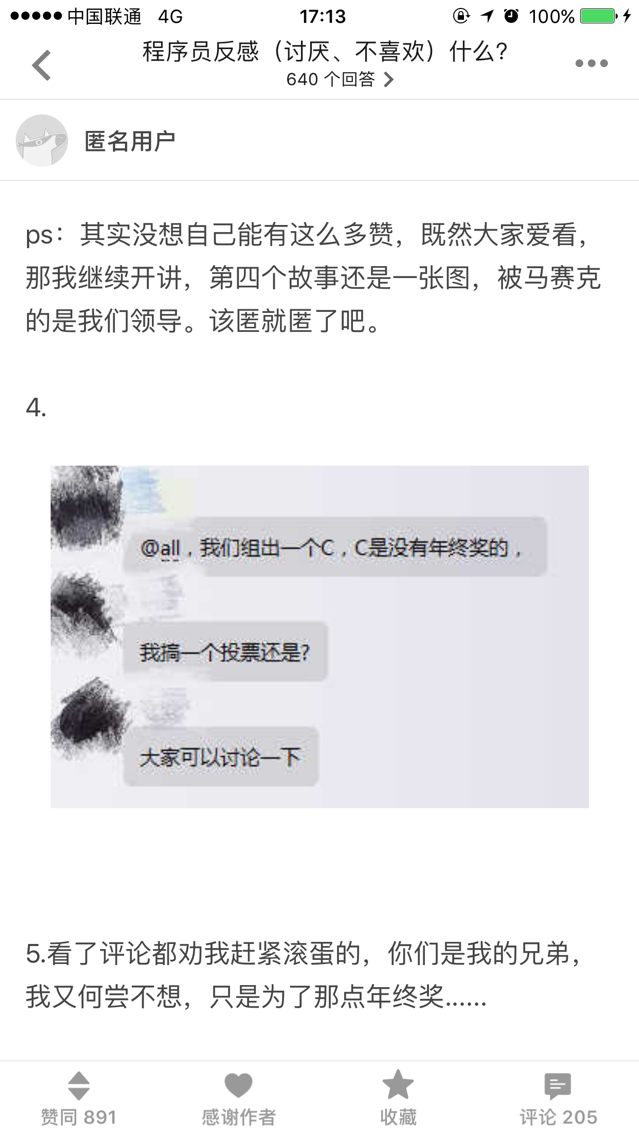 中国联通 4G 17:13 100%
程序员反感（讨厌、不喜欢）什么？
640 个回答
匿名用户
ps：其实没想自己能有这么多赞，既然大家爱看，
那我继续开讲，第四个故事还是一张图，被马赛克
的是我们领导。该匿就匿了吧。
4.
@all，我们组出一个C，C是没有年终奖的，
我搞一个投票还是?
大家可以讨论一下
5.看了评论都劝我赶紧滚蛋的，你们是我的兄弟，
我又何尝不想，只是为了那点年终奖......
赞同 891 感谢作者 收藏 评论 205